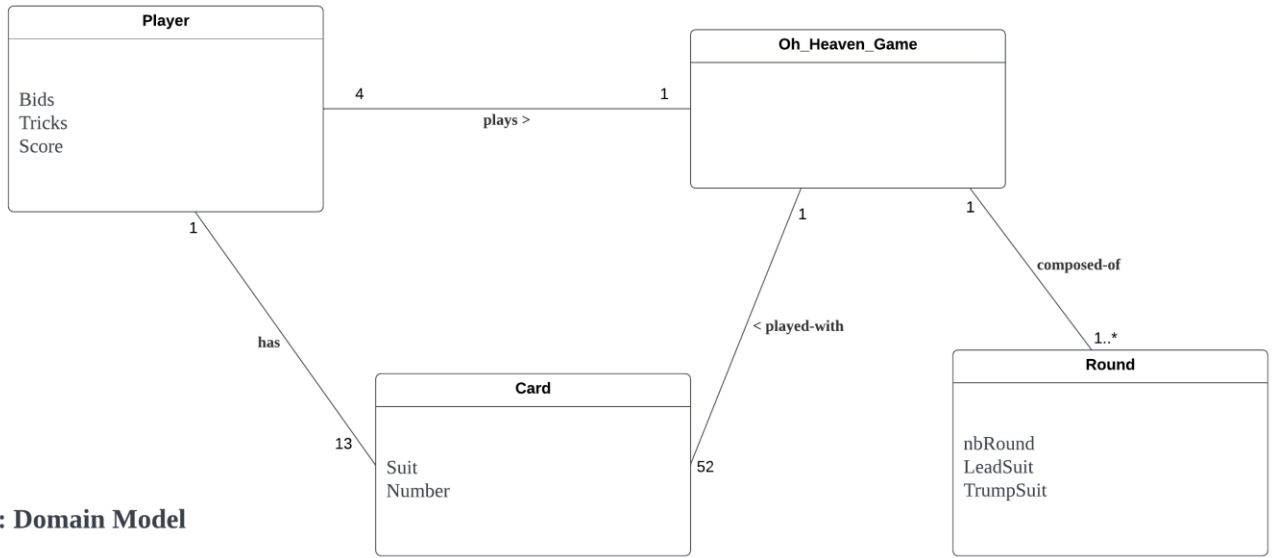 Player
Bids
Tricks
Score
4
1
plays >
Oh_Heaven_Game
1
1
1
composed-of
has
< played-with
1..*
13
Card
Suit
Number
52
Round
nbRound
LeadSuit
TrumpSuit
: Domain Model